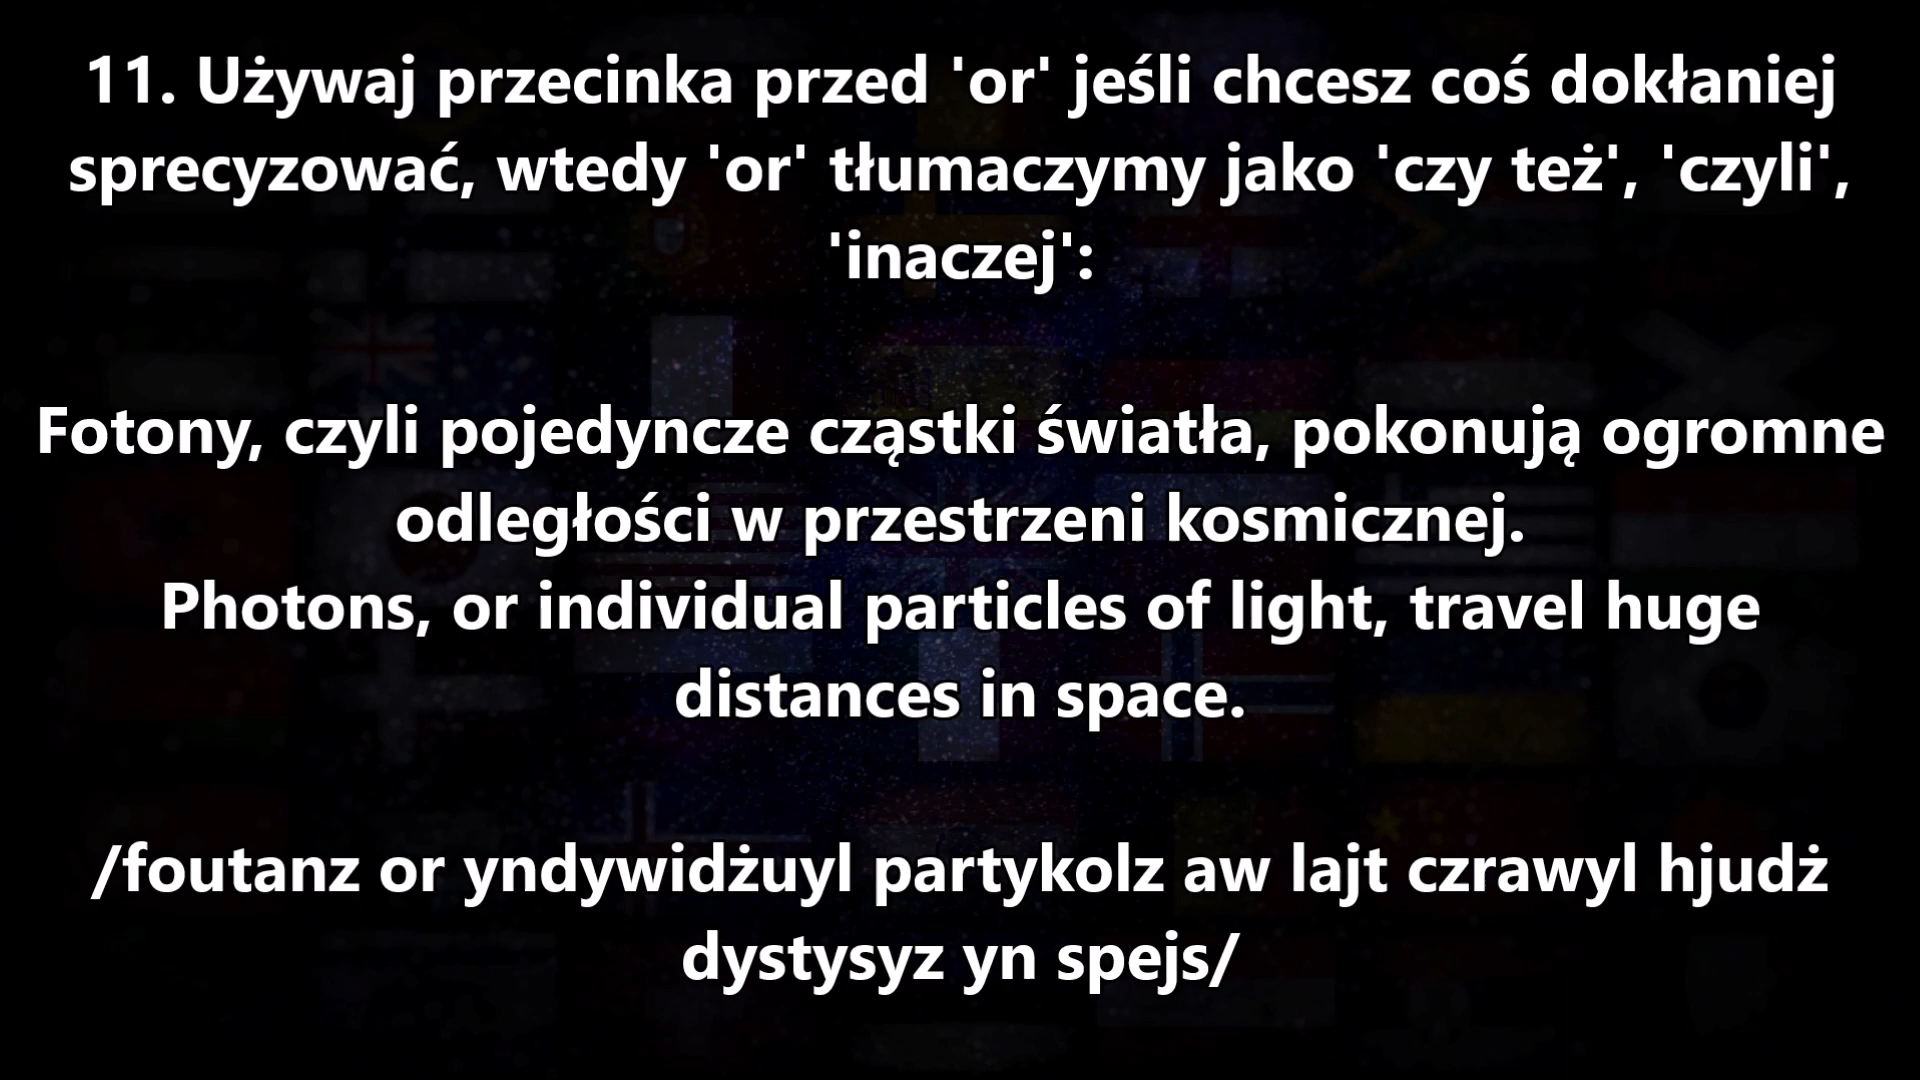 11. Używaj przecinka przed 'or' jeśli chcesz coś dokłaniej
sprecyzować, wtedy 'or' tłumaczymy jako 'czy też', 'czyli',
'inaczej':
Fotony, czyli pojedyncze cząstki światła, pokonują ogromne
odległości w przestrzeni kosmicznej.
Photons, or individual particles of light, travel huge
distances in space.
/foutanz or yndywidżuyl partykolz aw lajt czrawyl hjudż
dystysyz yn spejs/